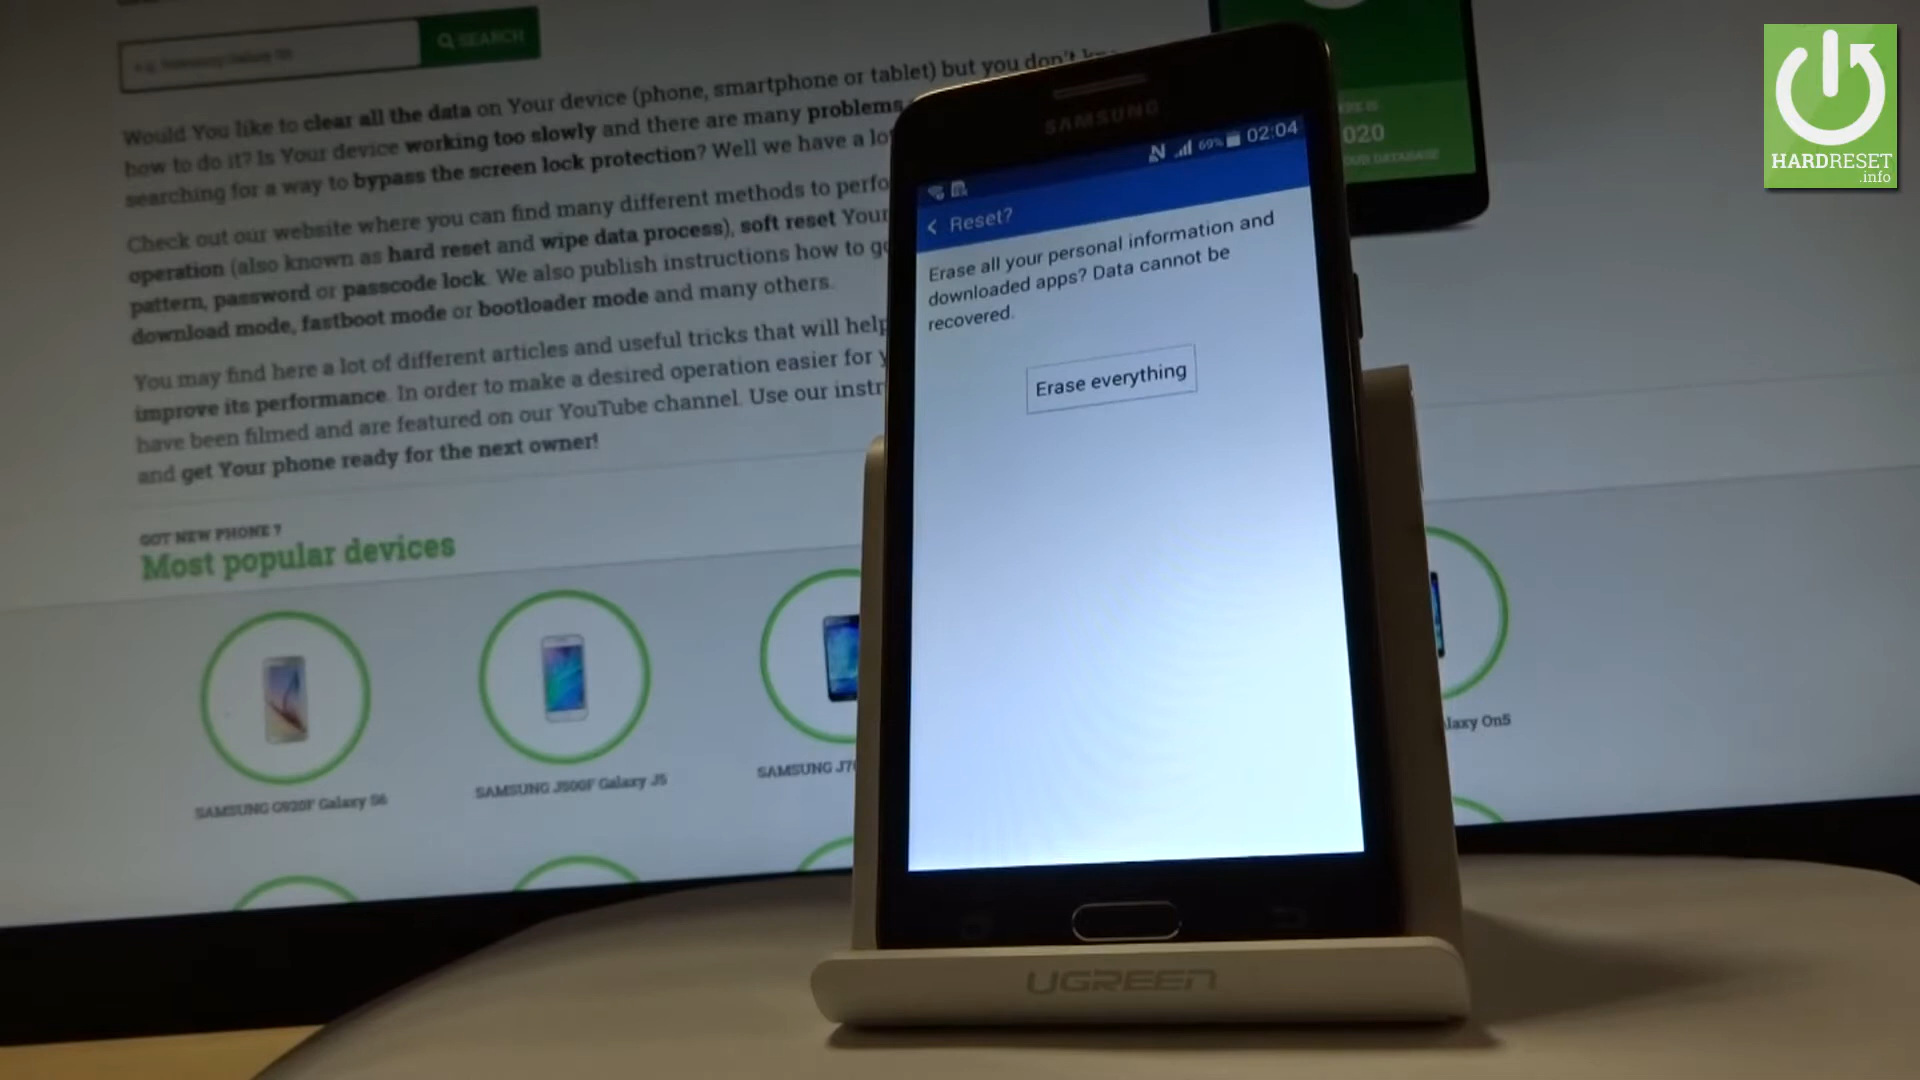 SEARCH
Would You like to clear all the data on Your device (phone, smartphone or tablet) but you don't
how to do it? Is Your device working too slowly and there are many problems
searching for a way to bypass the screen lock protection? Well we have a lo
Check out our website where you can find many different methods to perfo
operation (also known as hard reset and wipe data process), soft reset Your
pattern, password or passcode lock. We also publish instructions how to go
download mode, fastboot mode or bootloader mode and many others.
You may find here a lot of different articles and useful tricks that will help
improve its performance. In order to make a desired operation easier for y
have been filmed and are featured on our YouTube channel. Use our instr
and get Your phone ready for the next owner!
GOT NEW PHONE ?
Most popular devices
SAMSUNG G920F Galaxy S6
SAMSUNG J500F Galaxy J5
SAMSUNG J7
laxy On5
020
SAMSUNG
69% 02:04
< Reset?
Erase all your personal information and
downloaded apps? Data cannot be
recovered.
Erase everything
UGREEN
HARDRESET
.info